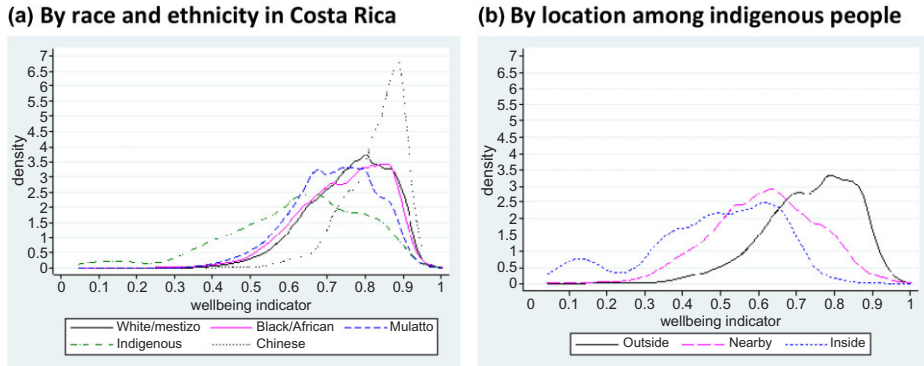 (a) By race and ethnicity in Costa Rica
7
6.5
6
5.5
5
4.5
4
3.5
3
2.5
2
1.5
1
0.5
0
density
0 0.1 0.2 0.3 0.4 0.5 0.6 0.7 0.8 0.9 1
wellbeing indicator
White/mestizo Black/African Mulatto
Indigenous Chinese
(b) By location among indigenous people
7
6.5
6
5.5
5
4.5
4
3.5
3
2.5
2
1.5
1
0.5
0
density
0 0.1 0.2 0.3 0.4 0.5 0.6 0.7 0.8 0.9 1
wellbeing indicator
Outside Nearby Inside